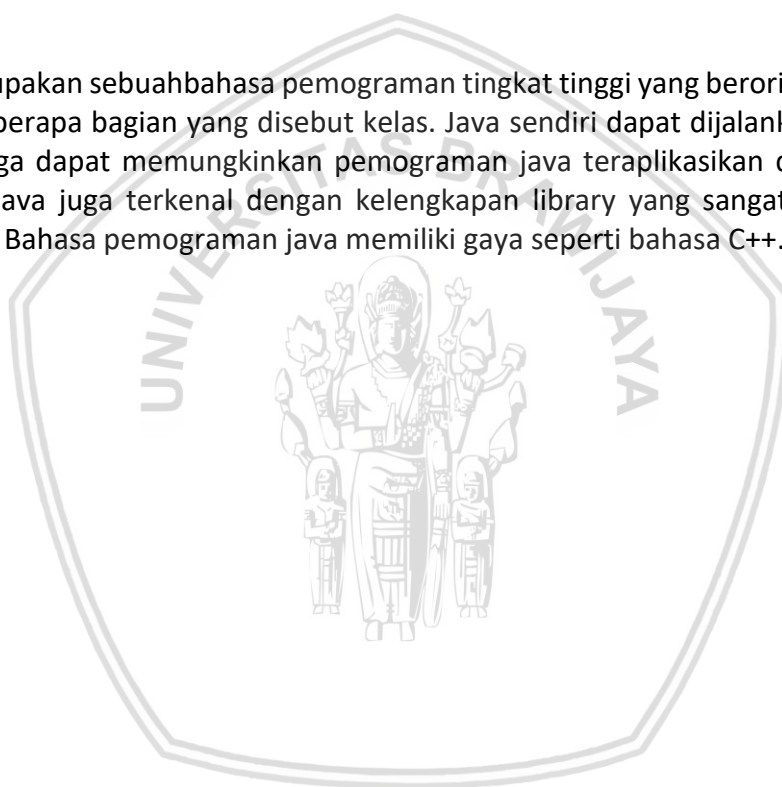 upakan sebuahbahasa pemograman tingkat tinggi yang berori
berapa bagian yang disebut kelas. Java sendiri dapat dijalank
ga dapat memungkinkan pemograman java teraplikasikan d
ava juga terkenal dengan kelengkapan library yang sangat
Bahasa pemograman java memiliki gaya seperti bahasa C++.
UNIVERSITAS BRAWIJAYA